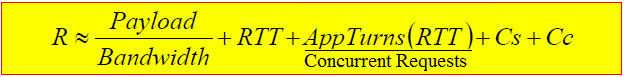 R ≈ Payload / Bandwidth + RTT + AppTurns(RTT) / Concurrent Requests + Cs + Cc